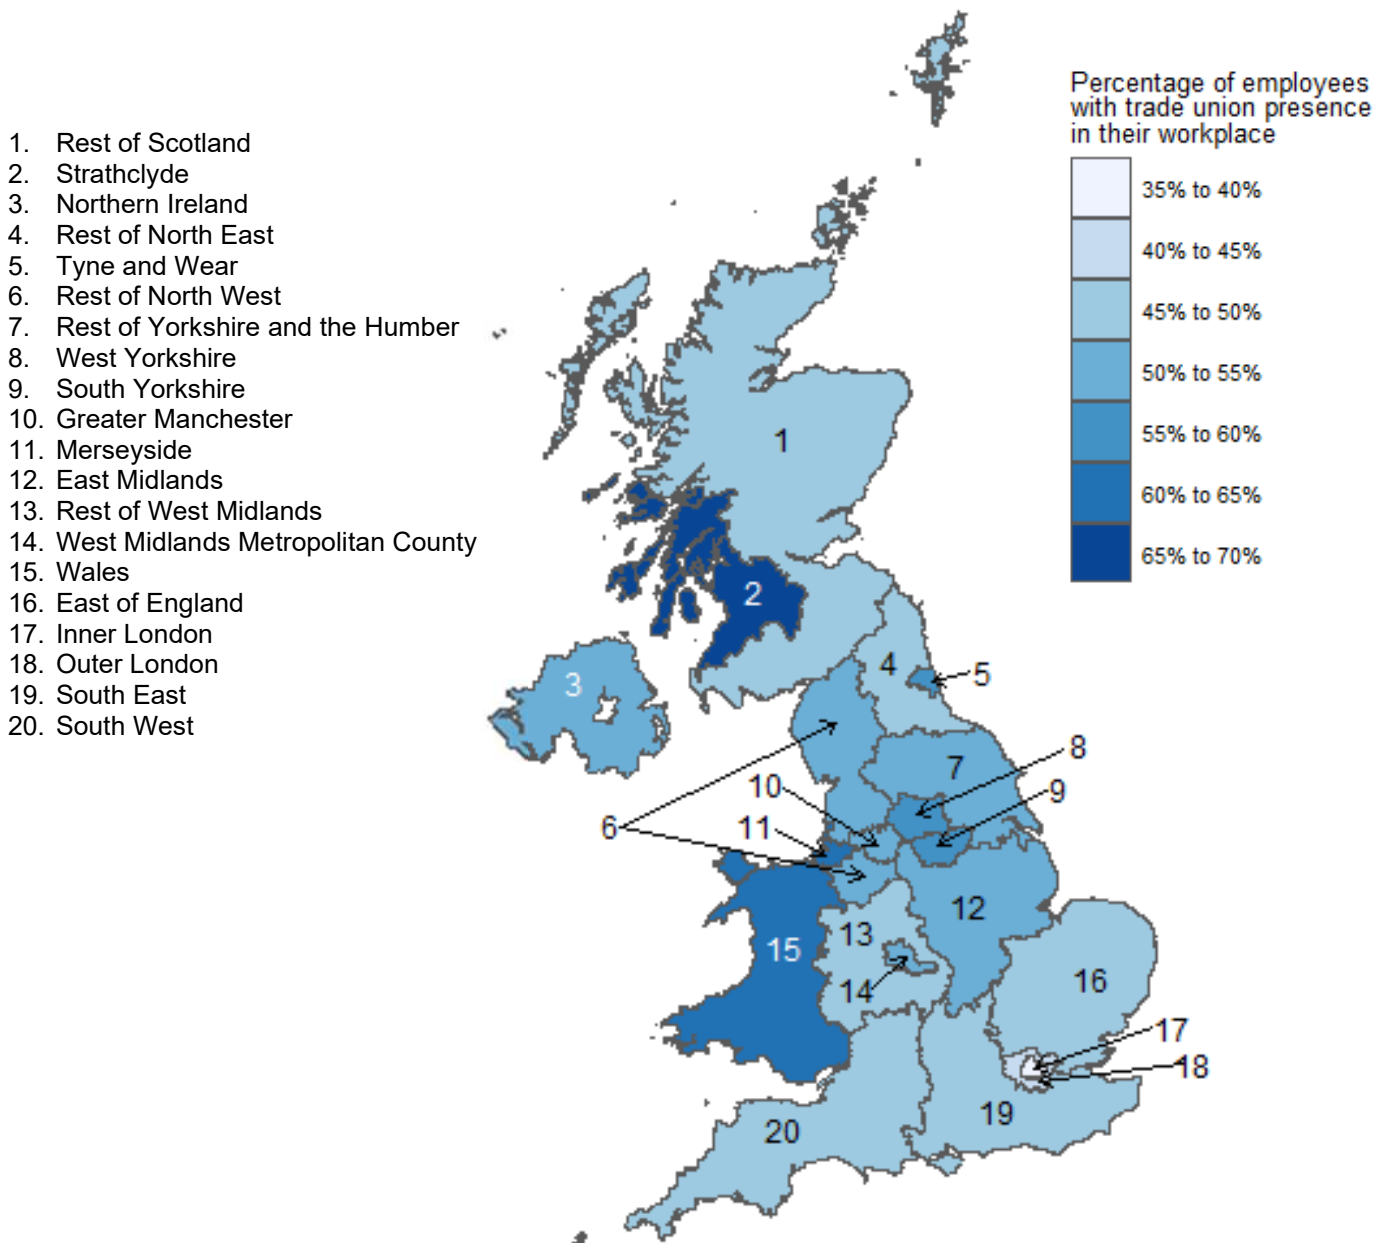 Percentage of employees
with trade union presence
in their workplace
35% to 40%
40% to 45%
45% to 50%
50% to 55%
55% to 60%
60% to 65%
65% to 70%
1. Rest of Scotland
2. Strathclyde
3. Northern Ireland
4. Rest of North East
5. Tyne and Wear
6. Rest of North West
7. Rest of Yorkshire and the Humber
8. West Yorkshire
9. South Yorkshire
10. Greater Manchester
11. Merseyside
12. East Midlands
13. Rest of West Midlands
14. West Midlands Metropolitan County
15. Wales
16. East of England
17. Inner London
18. Outer London
19. South East
20. South West
1
2
3
4
5
6
7
8
9
10
11
12
13
14
15
16
17
18
19
20